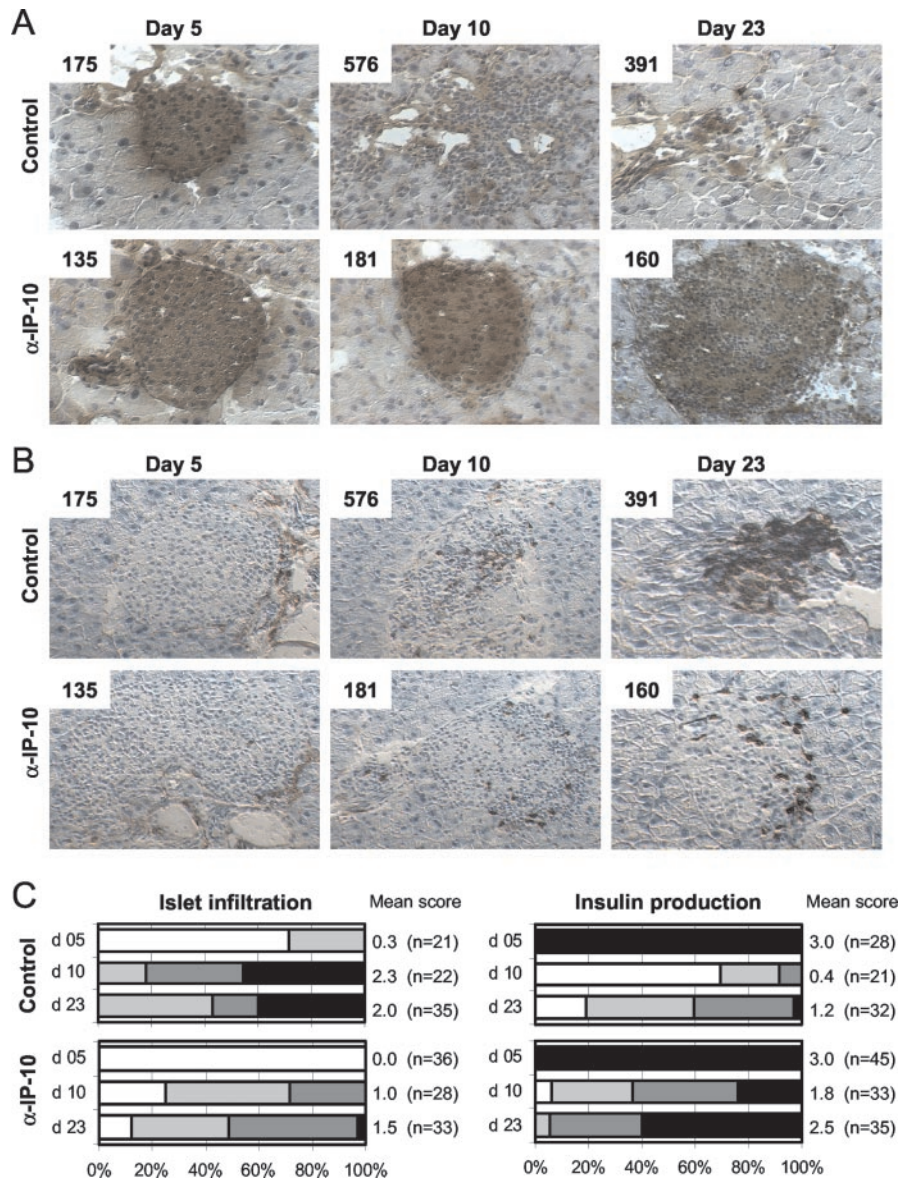 A
Day 5 Day 10 Day 23
Control
175 576 391
α-IP-10
135 181 160
B
Day 5 Day 10 Day 23
Control
175 576 391
α-IP-10
135 181 160
C
Islet infiltration Mean score
Control
d 05 0.3 (n=21)
d 10 2.3 (n=22)
d 23 2.0 (n=35)
α-IP-10
d 05 0.0 (n=36)
d 10 1.0 (n=28)
d 23 1.5 (n=33)
0% 20% 40% 60% 80% 100%
Insulin production Mean score
d 05 3.0 (n=28)
d 10 0.4 (n=21)
d 23 1.2 (n=32)
d 05 3.0 (n=45)
d 10 1.8 (n=33)
d 23 2.5 (n=35)
0% 20% 40% 60% 80% 100%